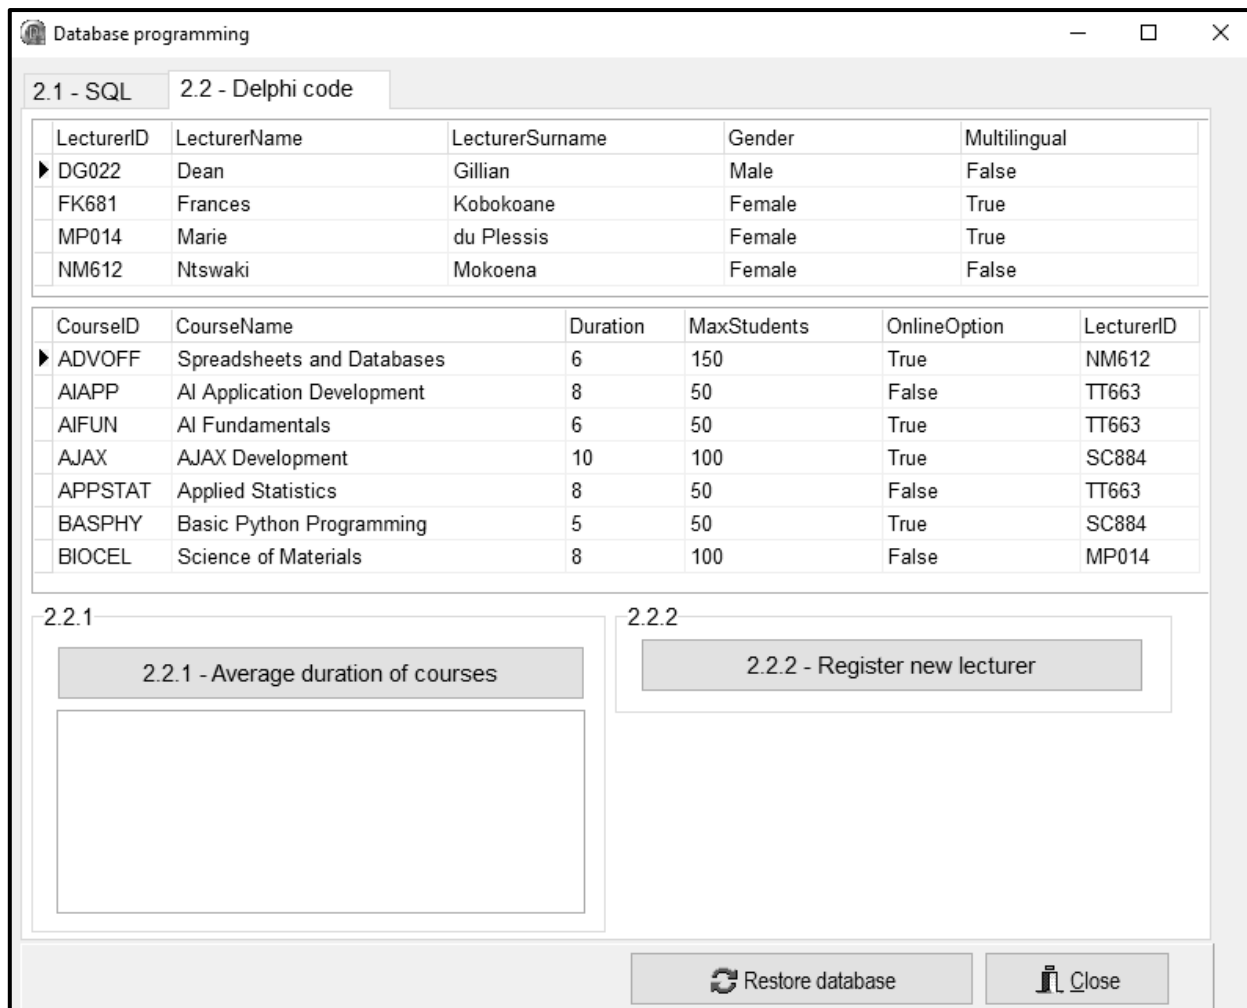 Database programming
2.1 - SQL 2.2 - Delphi code
LecturerID LecturerName LecturerSurname Gender Multilingual
DG022 Dean Gillian Male False
FK681 Frances Kobokoane Female True
MP014 Marie du Plessis Female True
NM612 Ntswaki Mokoena Female False
CourseID CourseName Duration MaxStudents OnlineOption LecturerID
ADVOFF Spreadsheets and Databases 6 150 True NM612
AIAPP AI Application Development 8 50 False TT663
AIFUN AI Fundamentals 6 50 True TT663
AJAX AJAX Development 10 100 True SC884
APPSTAT Applied Statistics 8 50 False TT663
BASPHY Basic Python Programming 5 50 True SC884
BIOCEL Science of Materials 8 100 False MP014
2.2.1 2.2.2
2.2.1 - Average duration of courses 2.2.2 - Register new lecturer
Restore database Close